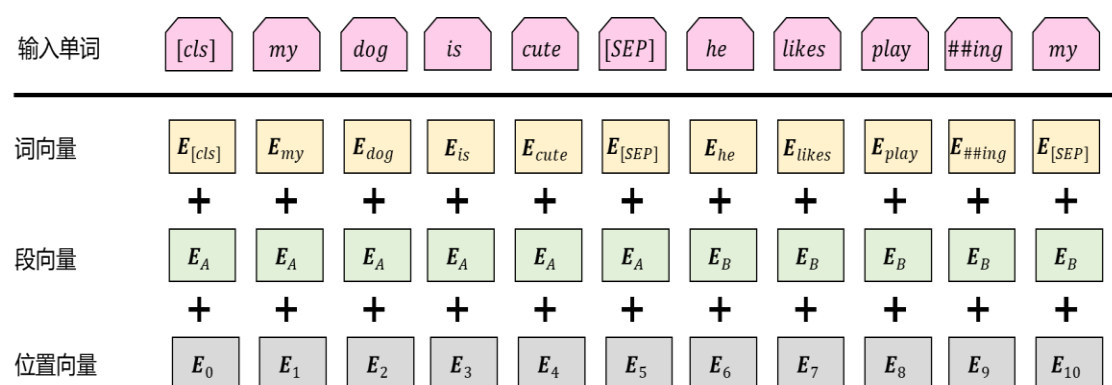 输入单词 [cls] my dog is cute [SEP] he likes play ##ing my
词向量 E[cls] Emy Edog Eis Ecute E[SEP] Ehe Elikes Eplay E##ing E[SEP]
+ + + + + + + + + + +
段向量 EA EA EA EA EA EA EB EB EB EB EB
+ + + + + + + + + + +
位置向量 E0 E1 E2 E3 E4 E5 E6 E7 E8 E9 E10